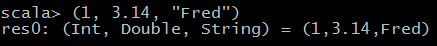 scala> (1, 3.14, "Fred")
res0: (Int, Double, String) = (1,3.14,Fred)